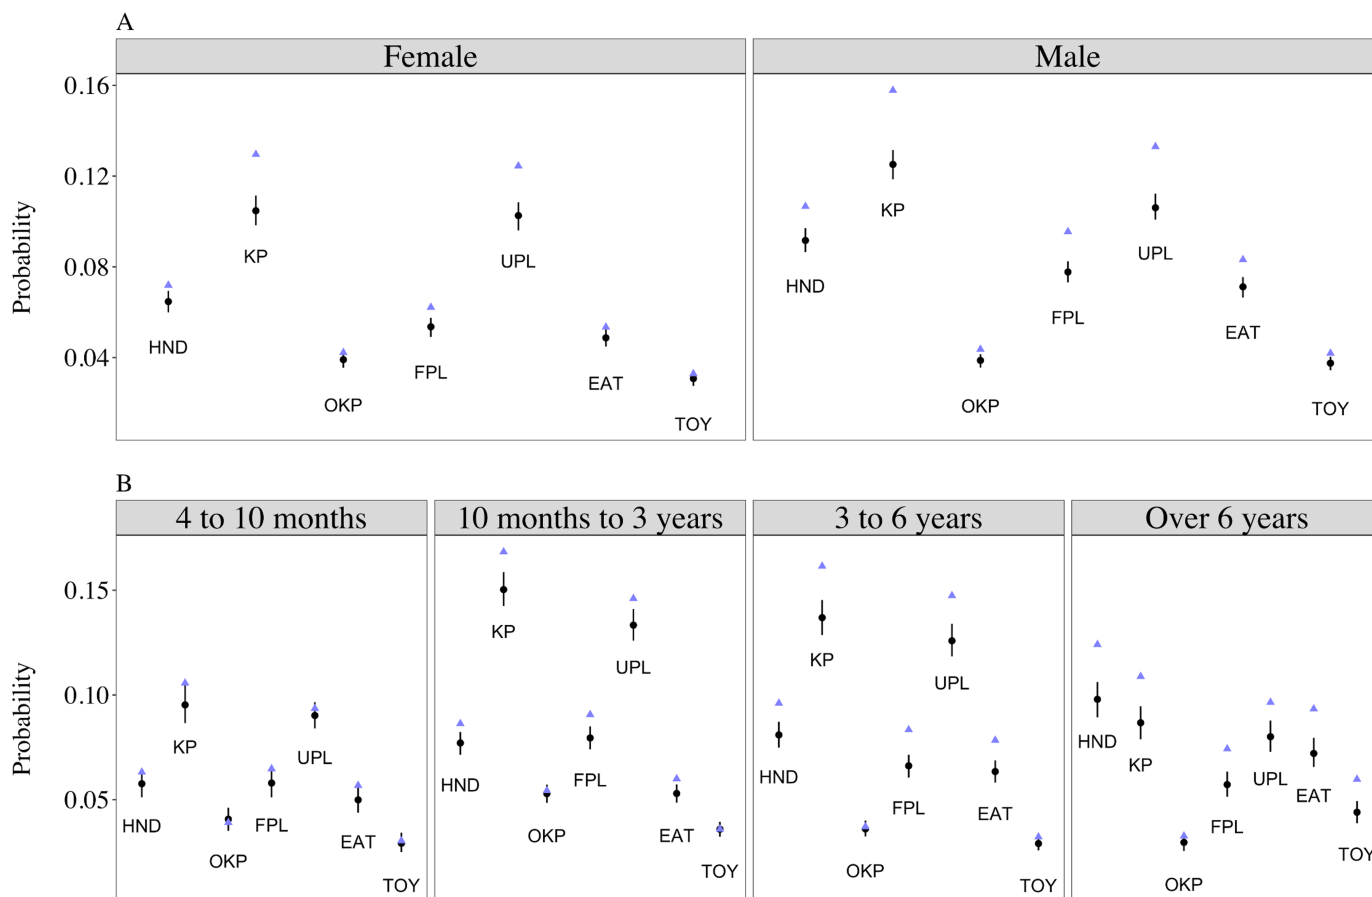 A
Female Male
0.16
0.12
0.08
0.04
Probability
HND KP OKP FPL UPL EAT TOY
HND KP OKP FPL UPL EAT TOY
B
4 to 10 months 10 months to 3 years 3 to 6 years Over 6 years
0.15
0.10
0.05
Probability
HND KP OKP FPL UPL EAT TOY
HND KP OKP FPL UPL EAT TOY
HND KP OKP FPL UPL EAT TOY
HND KP OKP FPL UPL EAT TOY